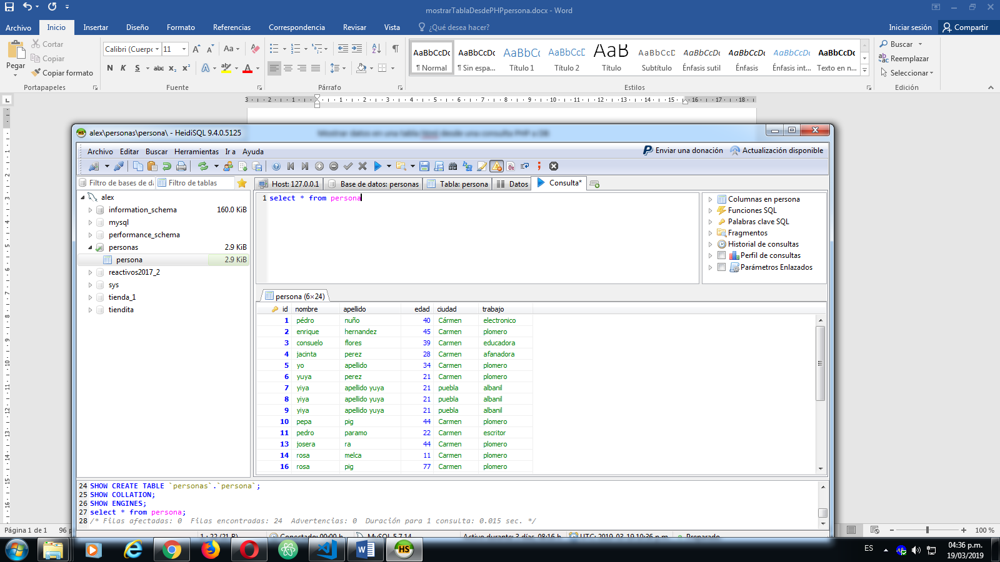 mostrarTablaDesdePHPpersona.docx - Word
Archivo Inicio Insertar Diseño Formato Referencias Correspondencia Revisar Vista ¿Qué desea hacer? Iniciar sesión Compartir
Pegar
Cortar
Copiar
Copiar formato
Portapapeles
Calibri (Cuerpo 11
N K S abc x₂ x²
Fuente
Párrafo
AaBbCcDc AaBbCcDc AaBbCc AaBbCcD AaB AaBbCcD AaBbCcDc AaBbCcDc AaBbCcDc AaBbCcDc
¶ Normal ¶ Sin espa... Título 1 Título 2 Título Subtítulo Énfasis sutil Énfasis Énfasis int... Texto en n...
Estilos
Buscar
Reemplazar
Seleccionar
Edición
3 2 1 1 2 3 4 5 6 7 8 9 10 11 12 13 14 15 16 17 18
alex\personas\persona\ - HeidiSQL 9.4.0.5125
Mostrar datos en una tabla html desde una consulta PHP a DB
Archivo Editar Buscar Herramientas Ir a Ayuda
Enviar una donación Actualización disponible
Filtro de bases de da Filtro de tablas
Host: 127.0.0.1 Base de datos: personas Tabla: persona Datos Consulta*
alex
information_schema 160.0 KiB
mysql
performance_schema
personas 2.9 KiB
persona 2.9 KiB
reactivos2017_2
sys
tienda_1
tiendita
1 select * from persona
Columnas en persona
Funciones SQL
Palabras clave SQL
Fragmentos
Historial de consultas
Perfil de consultas
Parámetros Enlazados
persona (6×24)
id nombre apellido edad ciudad trabajo
1 pédro nuño 40 Cármen electronico
2 enrique hernandez 45 Carmen plomero
3 consuelo flores 39 Carmen educadora
4 jacinta perez 28 Carmen afanadora
5 yo apellido 34 Carmen plomero
6 yuya perez 21 Carmen plomero
7 yiya apellido yuya 21 puebla albanil
8 yiya apellido yuya 21 puebla albanil
9 yiya apellido yuya 21 puebla albanil
10 pepa pig 44 Carmen plomero
11 pedro paramo 22 Carmen escritor
13 josera ra 44 Carmen plomero
14 rosa melca 11 Carmen plomero
16 rosa pig 77 Carmen plomero
24 SHOW CREATE TABLE `personas`.`persona`;
25 SHOW COLLATION;
26 SHOW ENGINES;
27 select * from persona;
28 /* Filas afectadas: 0 Filas encontradas: 24 Advertencias: 0 Duración para 1 consulta: 0.015 sec. */
1 : 22 (21 B) Conectado: 00:00 h MySQL 5.7.14 Activo durante: 3 días, 08:16 h UTC: 2019-03-19 10:36 p.m. Preparado.
Página 1 de 1 96 p
100 %
ES
04:36 p.m.
19/03/2019